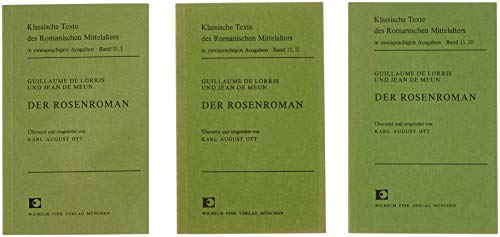 Klassische Texte
des Romanischen Mittelalters
in zweisprachigen Ausgaben · Band 15, I
GUILLAUME DE LORRIS
UND JEAN DE MEUN
DER ROSENROMAN
Übersetzt und eingeleitet von
KARL AUGUST OTT
WILHELM FINK VERLAG MÜNCHEN
Klassische Texte
des Romanischen Mittelalters
in zweisprachigen Ausgaben · Band 15, II
GUILLAUME DE LORRIS
UND JEAN DE MEUN
DER ROSENROMAN
Übersetzt und eingeleitet von
KARL AUGUST OTT
WILHELM FINK VERLAG MÜNCHEN
Klassische Texte
des Romanischen Mittelalters
in zweisprachigen Ausgaben · Band 15, III
GUILLAUME DE LORRIS
UND JEAN DE MEUN
DER ROSENROMAN
Übersetzt und eingeleitet von
KARL AUGUST OTT
WILHELM FINK VERLAG MÜNCHEN